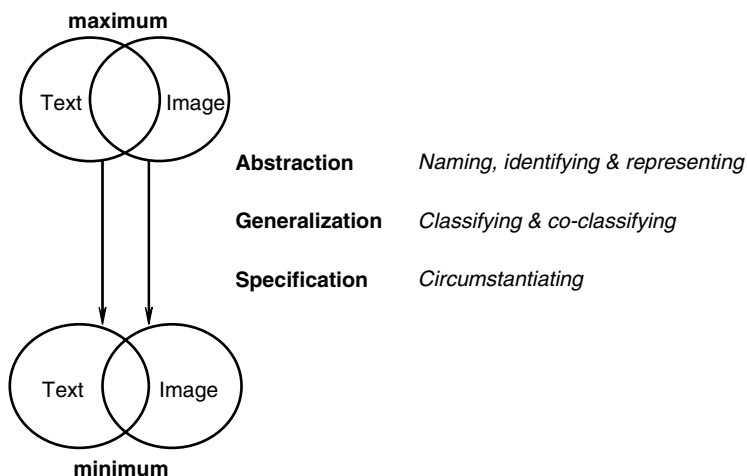 maximum
Text Image
Abstraction Naming, identifying & representing
Generalization Classifying & co-classifying
Specification Circumstantiating
Text Image
minimum